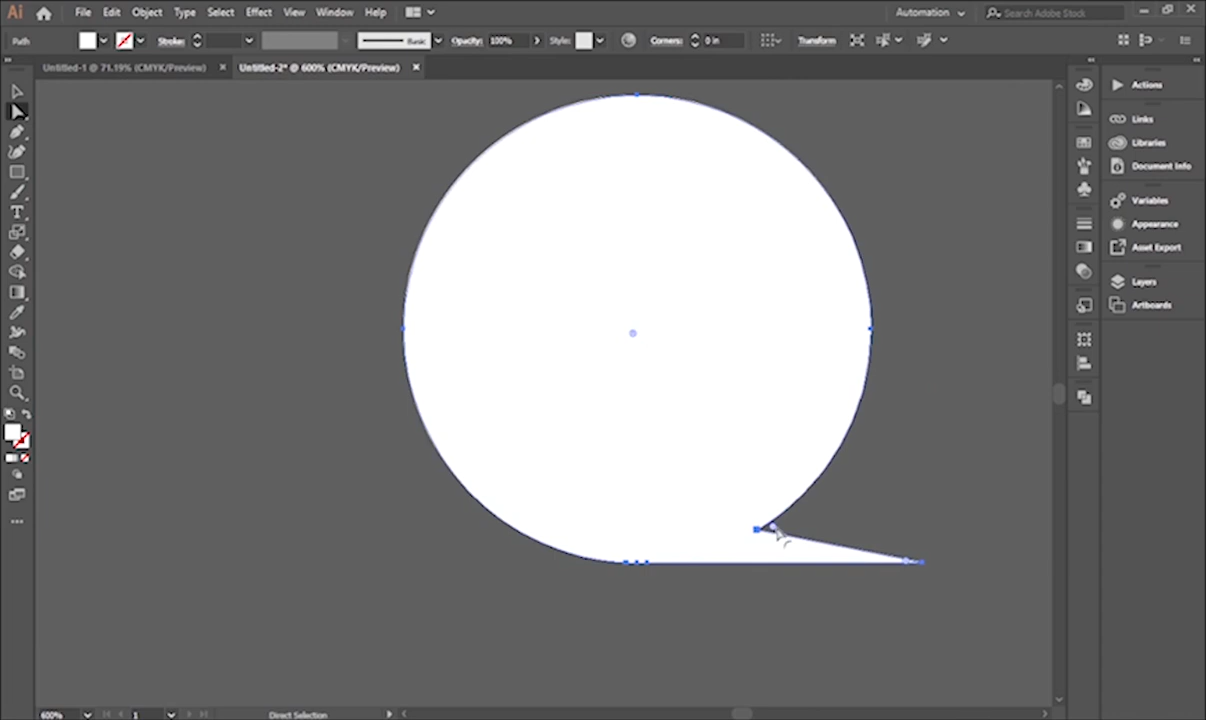 Ai File Edit Object Type Select Effect View Window Help Automation Search Adobe Stock
Path Stroke: Basic Opacity: 100% Style: Corners: 0 in Transform
Untitled-1 @ 71.19% (CMYK/Preview) × Untitled-2* @ 600% (CMYK/Preview) ×
Actions
Links
Libraries
Document Info
Variables
Appearance
Asset Export
Layers
Artboards
600% 1 Direct Selection